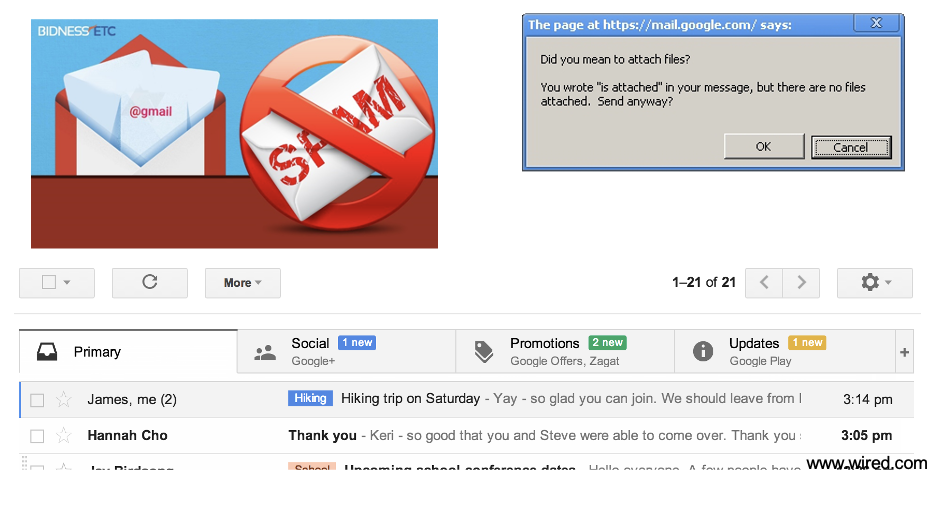 BIDNESS ETC
@gmail
SPAM
The page at https://mail.google.com/ says:
X
Did you mean to attach files?
You wrote "is attached" in your message, but there are no files
attached. Send anyway?
OK Cancel
More 1–21 of 21
Primary
Social 1 new
Google+
Promotions 2 new
Google Offers, Zagat
Updates 1 new
Google Play
+
James, me (2) Hiking Hiking trip on Saturday - Yay - so glad you can join. We should leave from 3:14 pm
Hannah Cho Thank you - Keri - so good that you and Steve were able to come over. Thank you 3:05 pm
School Upcoming school conference dates - Hello everyone. A few people have
www.wired.com